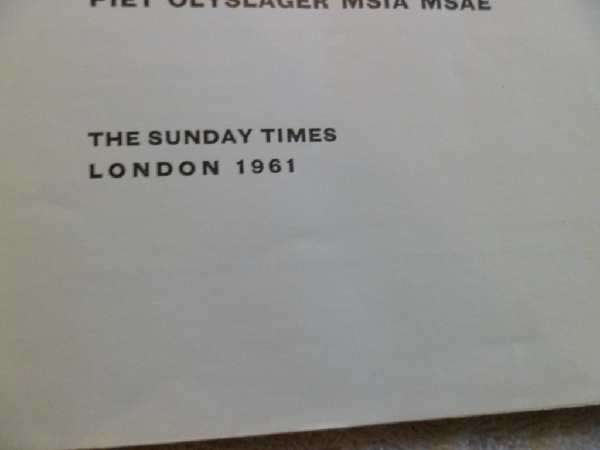 PIET OLYSLAGER MSIA MSAE
THE SUNDAY TIMES
LONDON 1961